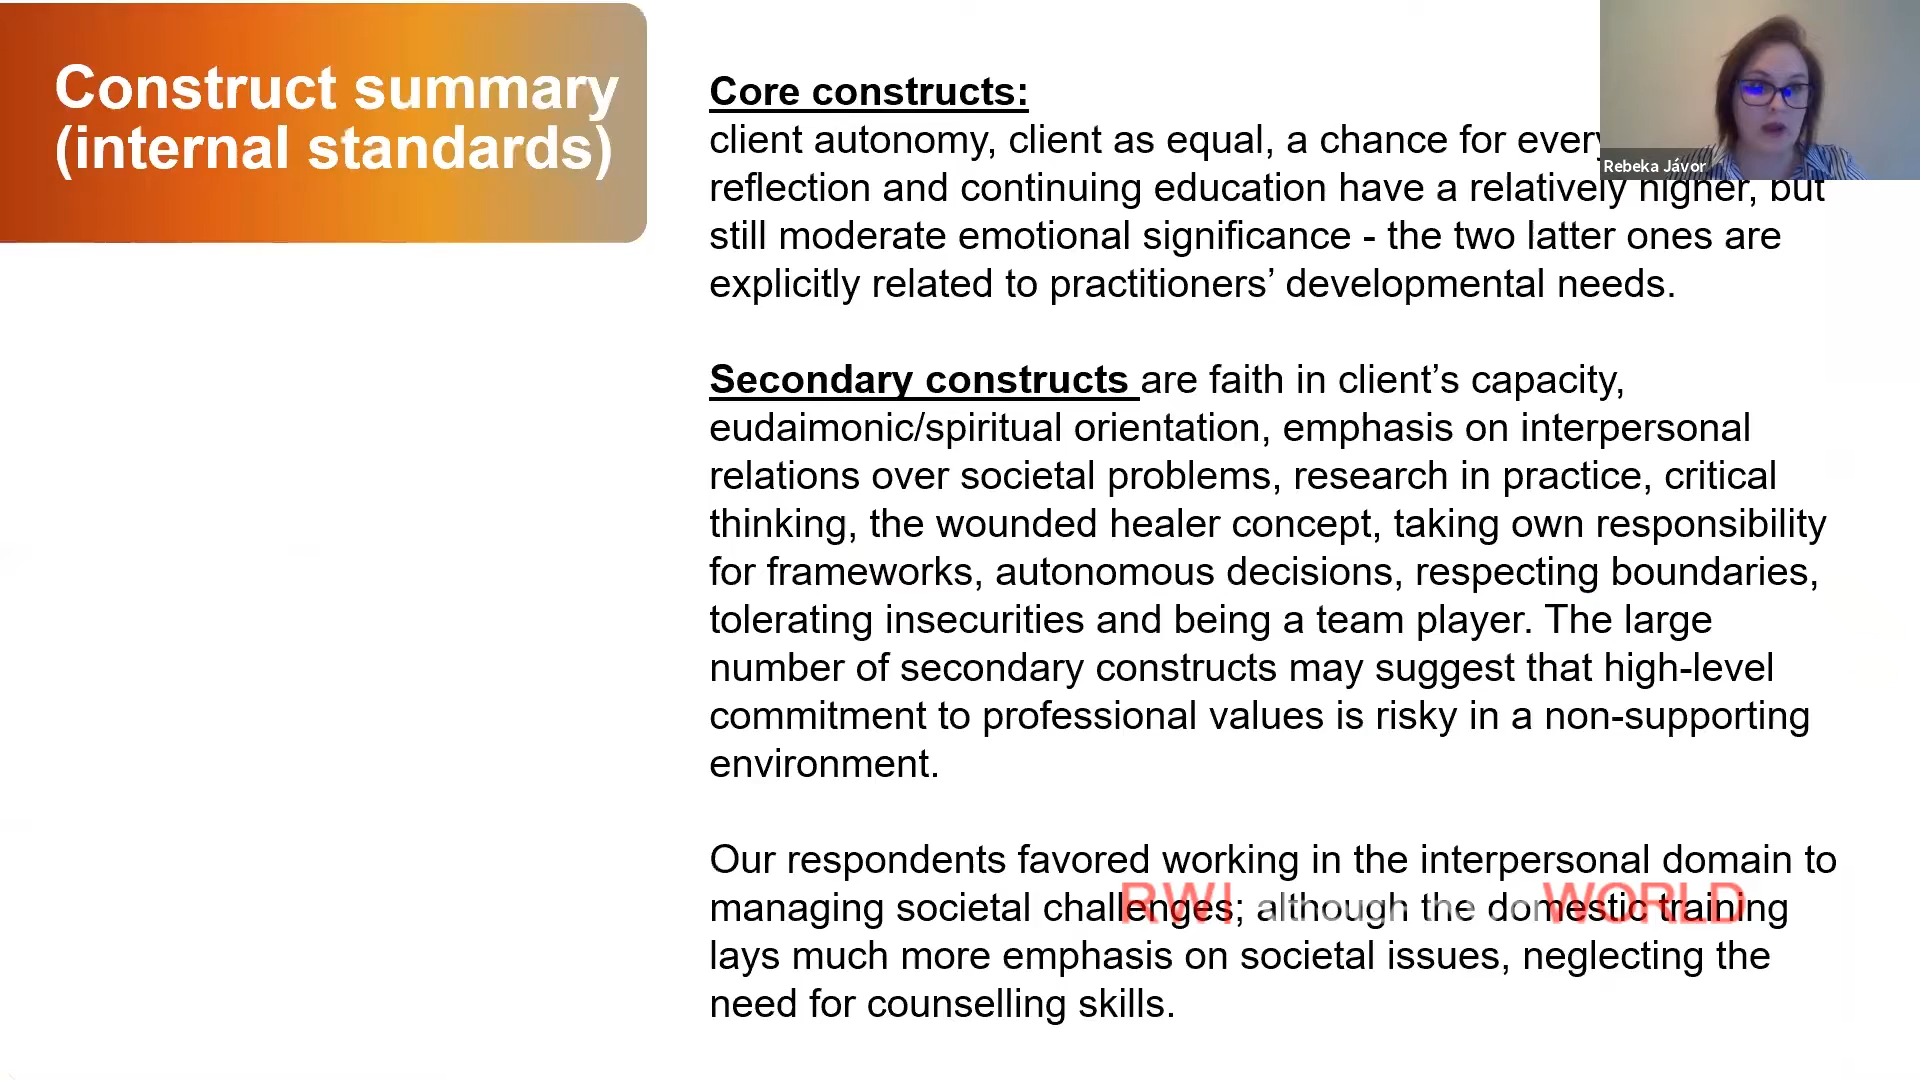 Construct summary
(internal standards)
Core constructs:
client autonomy, client as equal, a chance for
Rebeka Jávor
reflection and continuing education have a relatively higher, but
still moderate emotional significance - the two latter ones are
explicitly related to practitioners’ developmental needs.
Secondary constructs are faith in client’s capacity,
eudaimonic/spiritual orientation, emphasis on interpersonal
relations over societal problems, research in practice, critical
thinking, the wounded healer concept, taking own responsibility
for frameworks, autonomous decisions, respecting boundaries,
tolerating insecurities and being a team player. The large
number of secondary constructs may suggest that high-level
commitment to professional values is risky in a non-supporting
environment.
Our respondents favored working in the interpersonal domain to
managing societal challenges; although the domestic training
RWI WORLD
lays much more emphasis on societal issues, neglecting the
need for counselling skills.